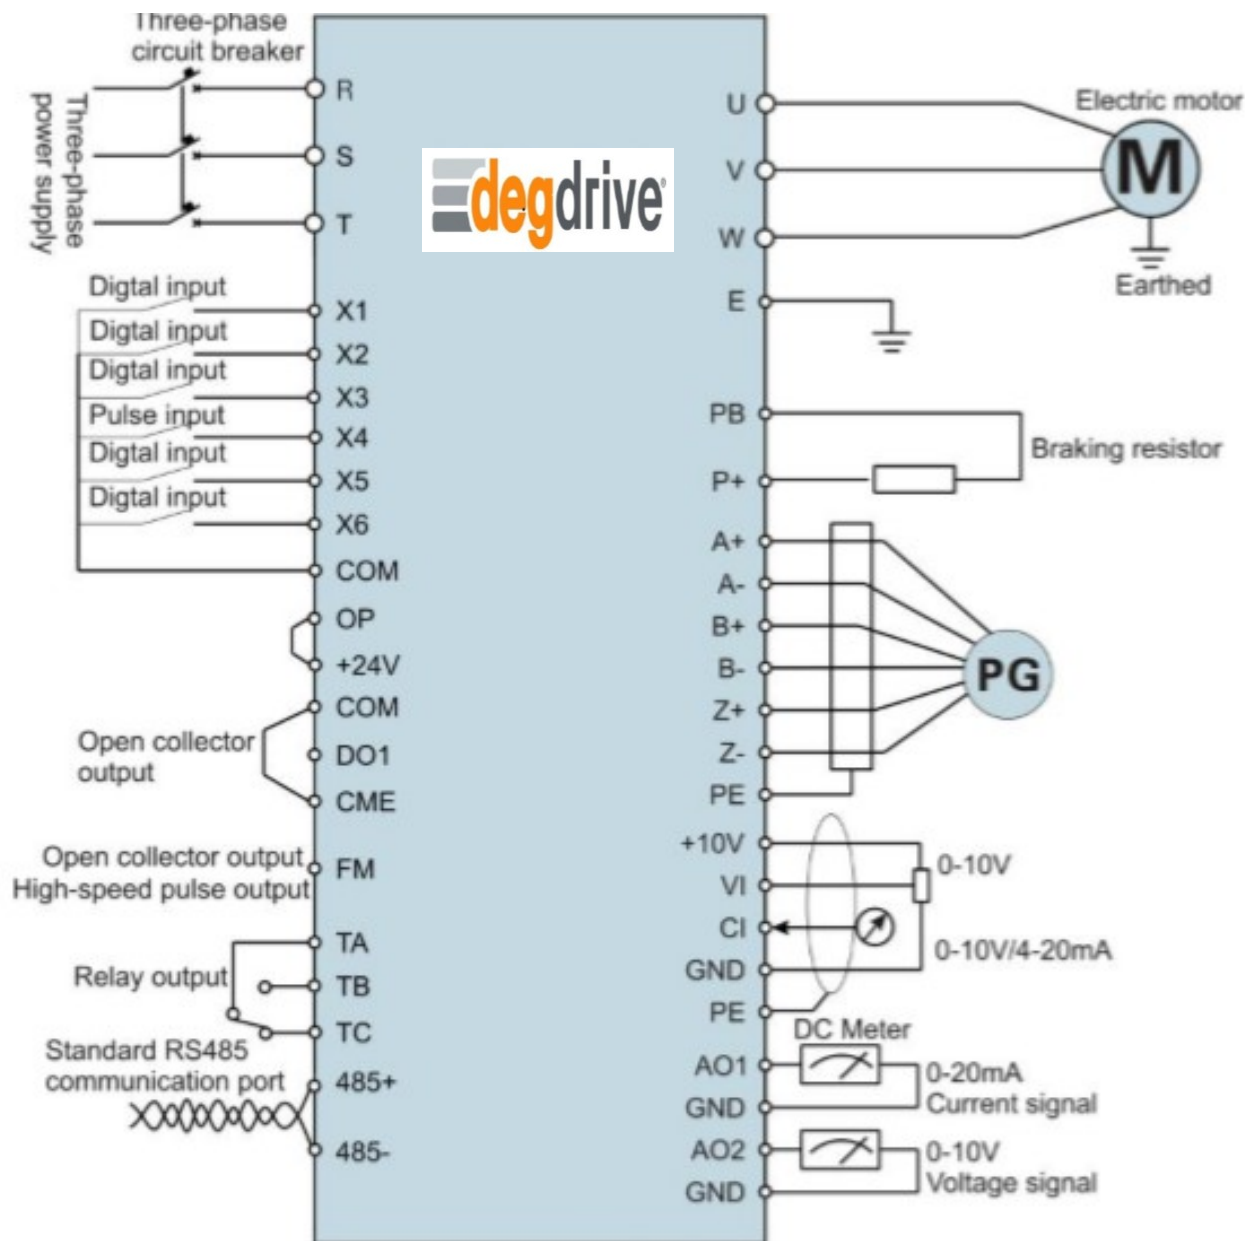 Three-phase
circuit breaker
Three-phase
power supply
R
S
T
degdrive®
U
V
W
E
Electric motor
M
Earthed
Digtal input
X1
Digtal input
X2
Digtal input
X3
Pulse input
X4
Digtal input
X5
Digtal input
X6
COM
OP
+24V
COM
Open collector
output
DO1
CME
Open collector output
High-speed pulse output
FM
TA
Relay output
TB
TC
Standard RS485
communication port
485+
485-
PB
Braking resistor
P+
A+
A-
B+
B-
Z+
Z-
PE
PG
+10V
0-10V
VI
CI
0-10V/4-20mA
GND
PE
DC Meter
AO1
0-20mA
Current signal
GND
AO2
0-10V
Voltage signal
GND